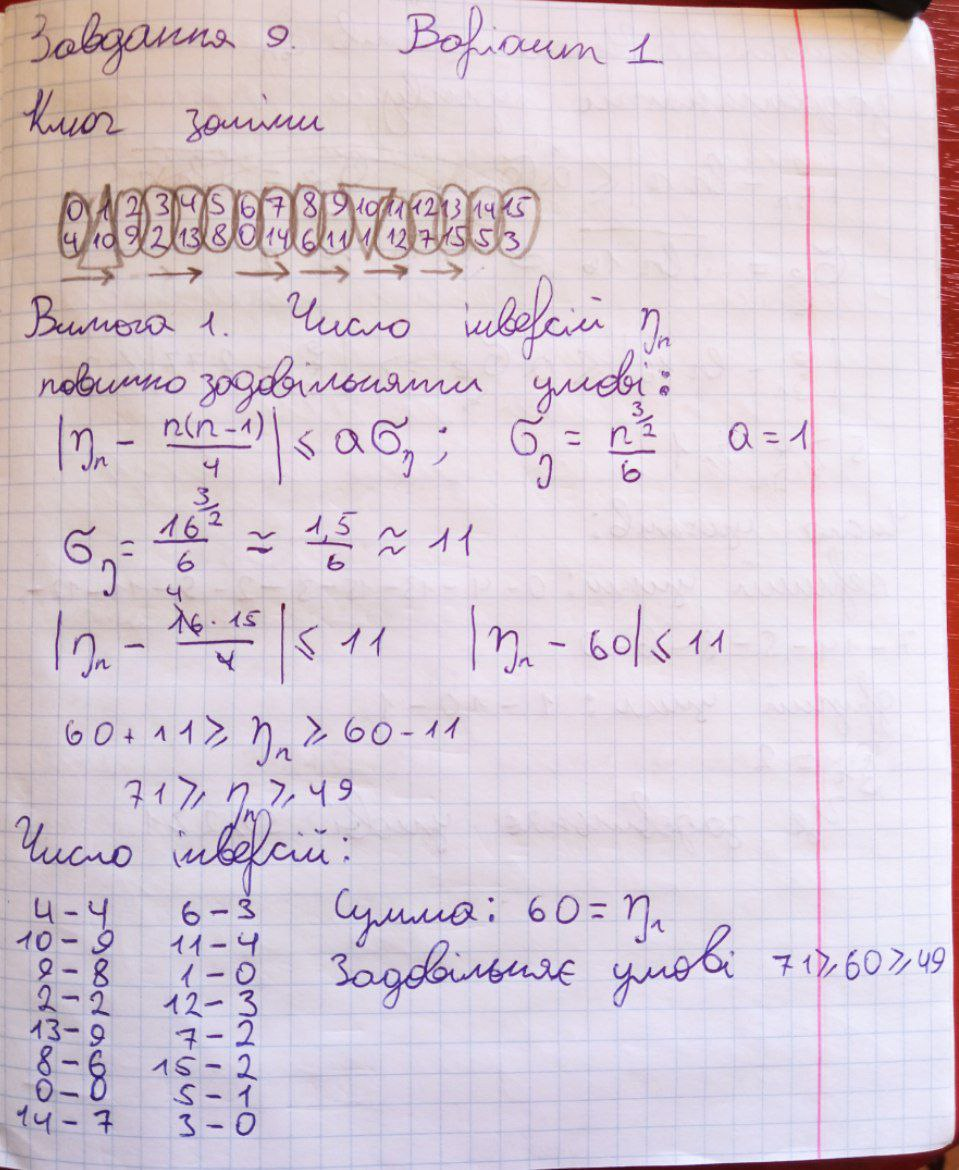 Завдання 9. Варіант 1
Ключ заміни
0 1 2 3 4 5 6 7 8 9 10 11 12 13 14 15
4 10 9 2 13 8 0 14 6 11 1 12 7 15 5 3
Вимога 1. Число інверсій ηₙ
повинно задовільняти умові:
|ηₙ - n(n-1)/4| ≤ aσ_η; σ_η = n^(3/2)/6 a = 1
σ_η = 16^(3/2)/6 ≈ 1,5/6 ≈ 11
|ηₙ - 16·15/4| ≤ 11 |ηₙ - 60| ≤ 11
60 + 11 ≥ ηₙ ≥ 60 - 11
71 ≥ ηₙ ≥ 49
Число інверсій:
4 - 4 6 - 3 Сумма: 60 = ηₙ
10 - 9 11 - 4
9 - 8 1 - 0 Задовільняє умові 71 ≥ 60 ≥ 49
2 - 2 12 - 3
13 - 9 7 - 2
8 - 6 15 - 2
0 - 0 5 - 1
14 - 7 3 - 0